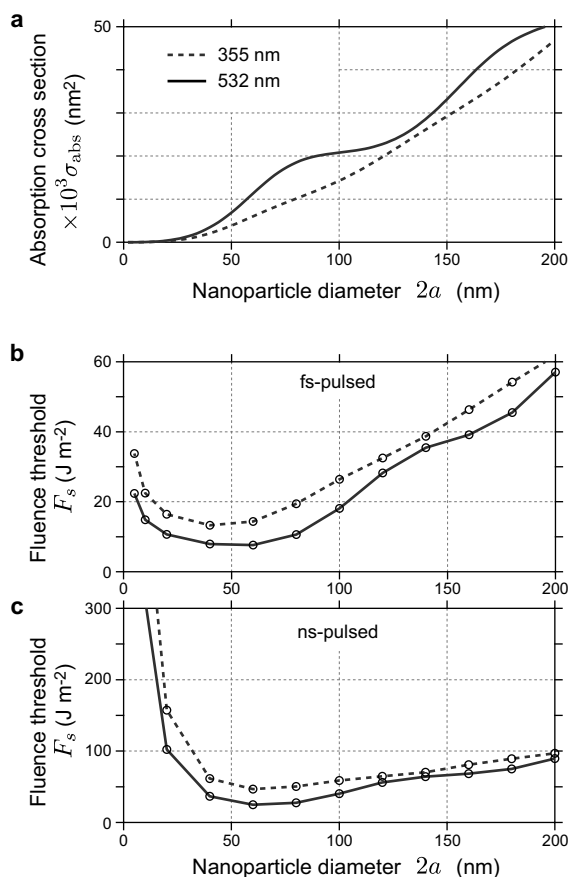 a
50
355 nm
532 nm
Absorption cross section
×10³σabs (nm²)
0
0
50
100
150
200
Nanoparticle diameter 2a (nm)
b
60
fs-pulsed
40
20
0
Fluence threshold
Fs (J m-2)
0
50
100
150
200
c
300
ns-pulsed
200
100
0
Fluence threshold
Fs (J m-2)
0
50
100
150
200
Nanoparticle diameter 2a (nm)